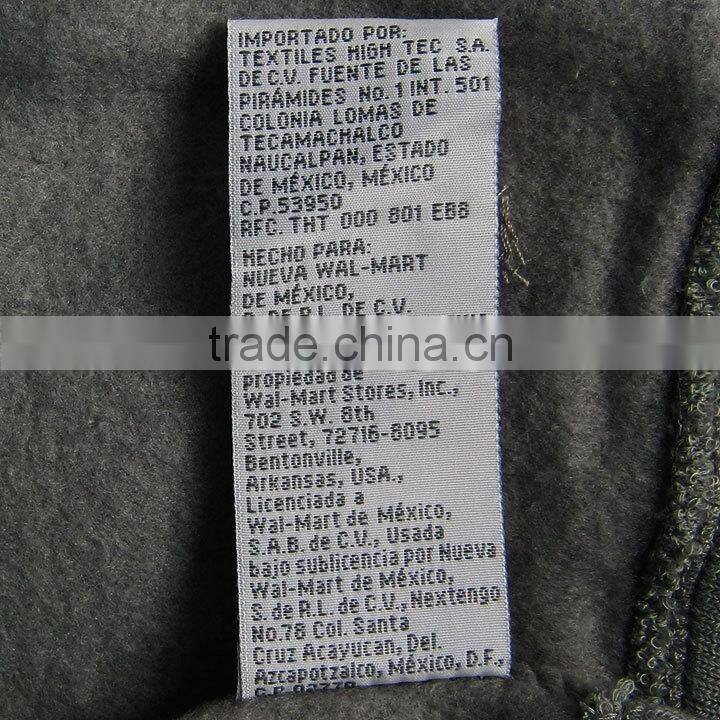 IMPORTADO POR:
TEXTILES HIGH TEC S.A.
DE C.V. FUENTE DE LAS
PIRÁMIDES No. 1 INT. 501
COLONIA LOMAS DE
TECAMACHALCO
NAUCALPAN, ESTADO
DE MÉXICO, MÉXICO
C.P. 53950
RFC. THT 000 801 EB8
HECHO PARA:
NUEVA WAL-MART
DE MÉXICO,
S. DE R.L. DE C.V.
trade.china.cn
propiedad de
Wal-Mart Stores, Inc.,
702 S.W. 8th
Street, 72716-8095
Bentonville,
Arkansas, USA.,
Licenciada a
Wal-Mart de México,
S.A.B. de C.V., Usada
bajo sublicencia por Nueva
Wal-Mart de México,
S. de R.L. de C.V., Nextengo
No.78 Col. Santa
Cruz Acayucan, Del.
Azcapotzalco, México, D.F.,
C.P.